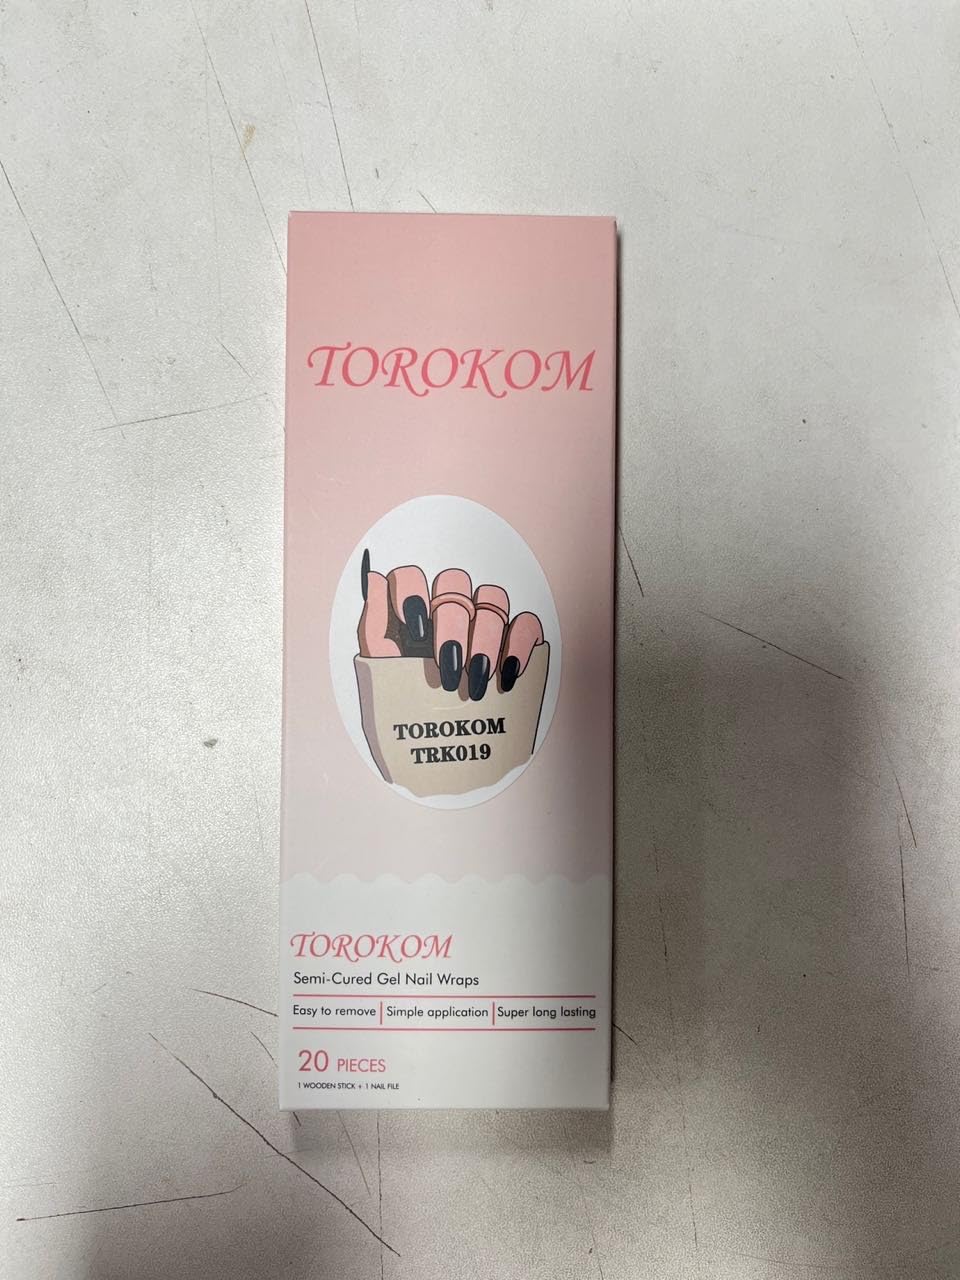 TOROKOM
TOROKOM
TRK019
TOROKOM
Semi-Cured Gel Nail Wraps
Easy to remove | Simple application | Super long lasting
20 PIECES
1 WOODEN STICK + 1 NAIL FILE